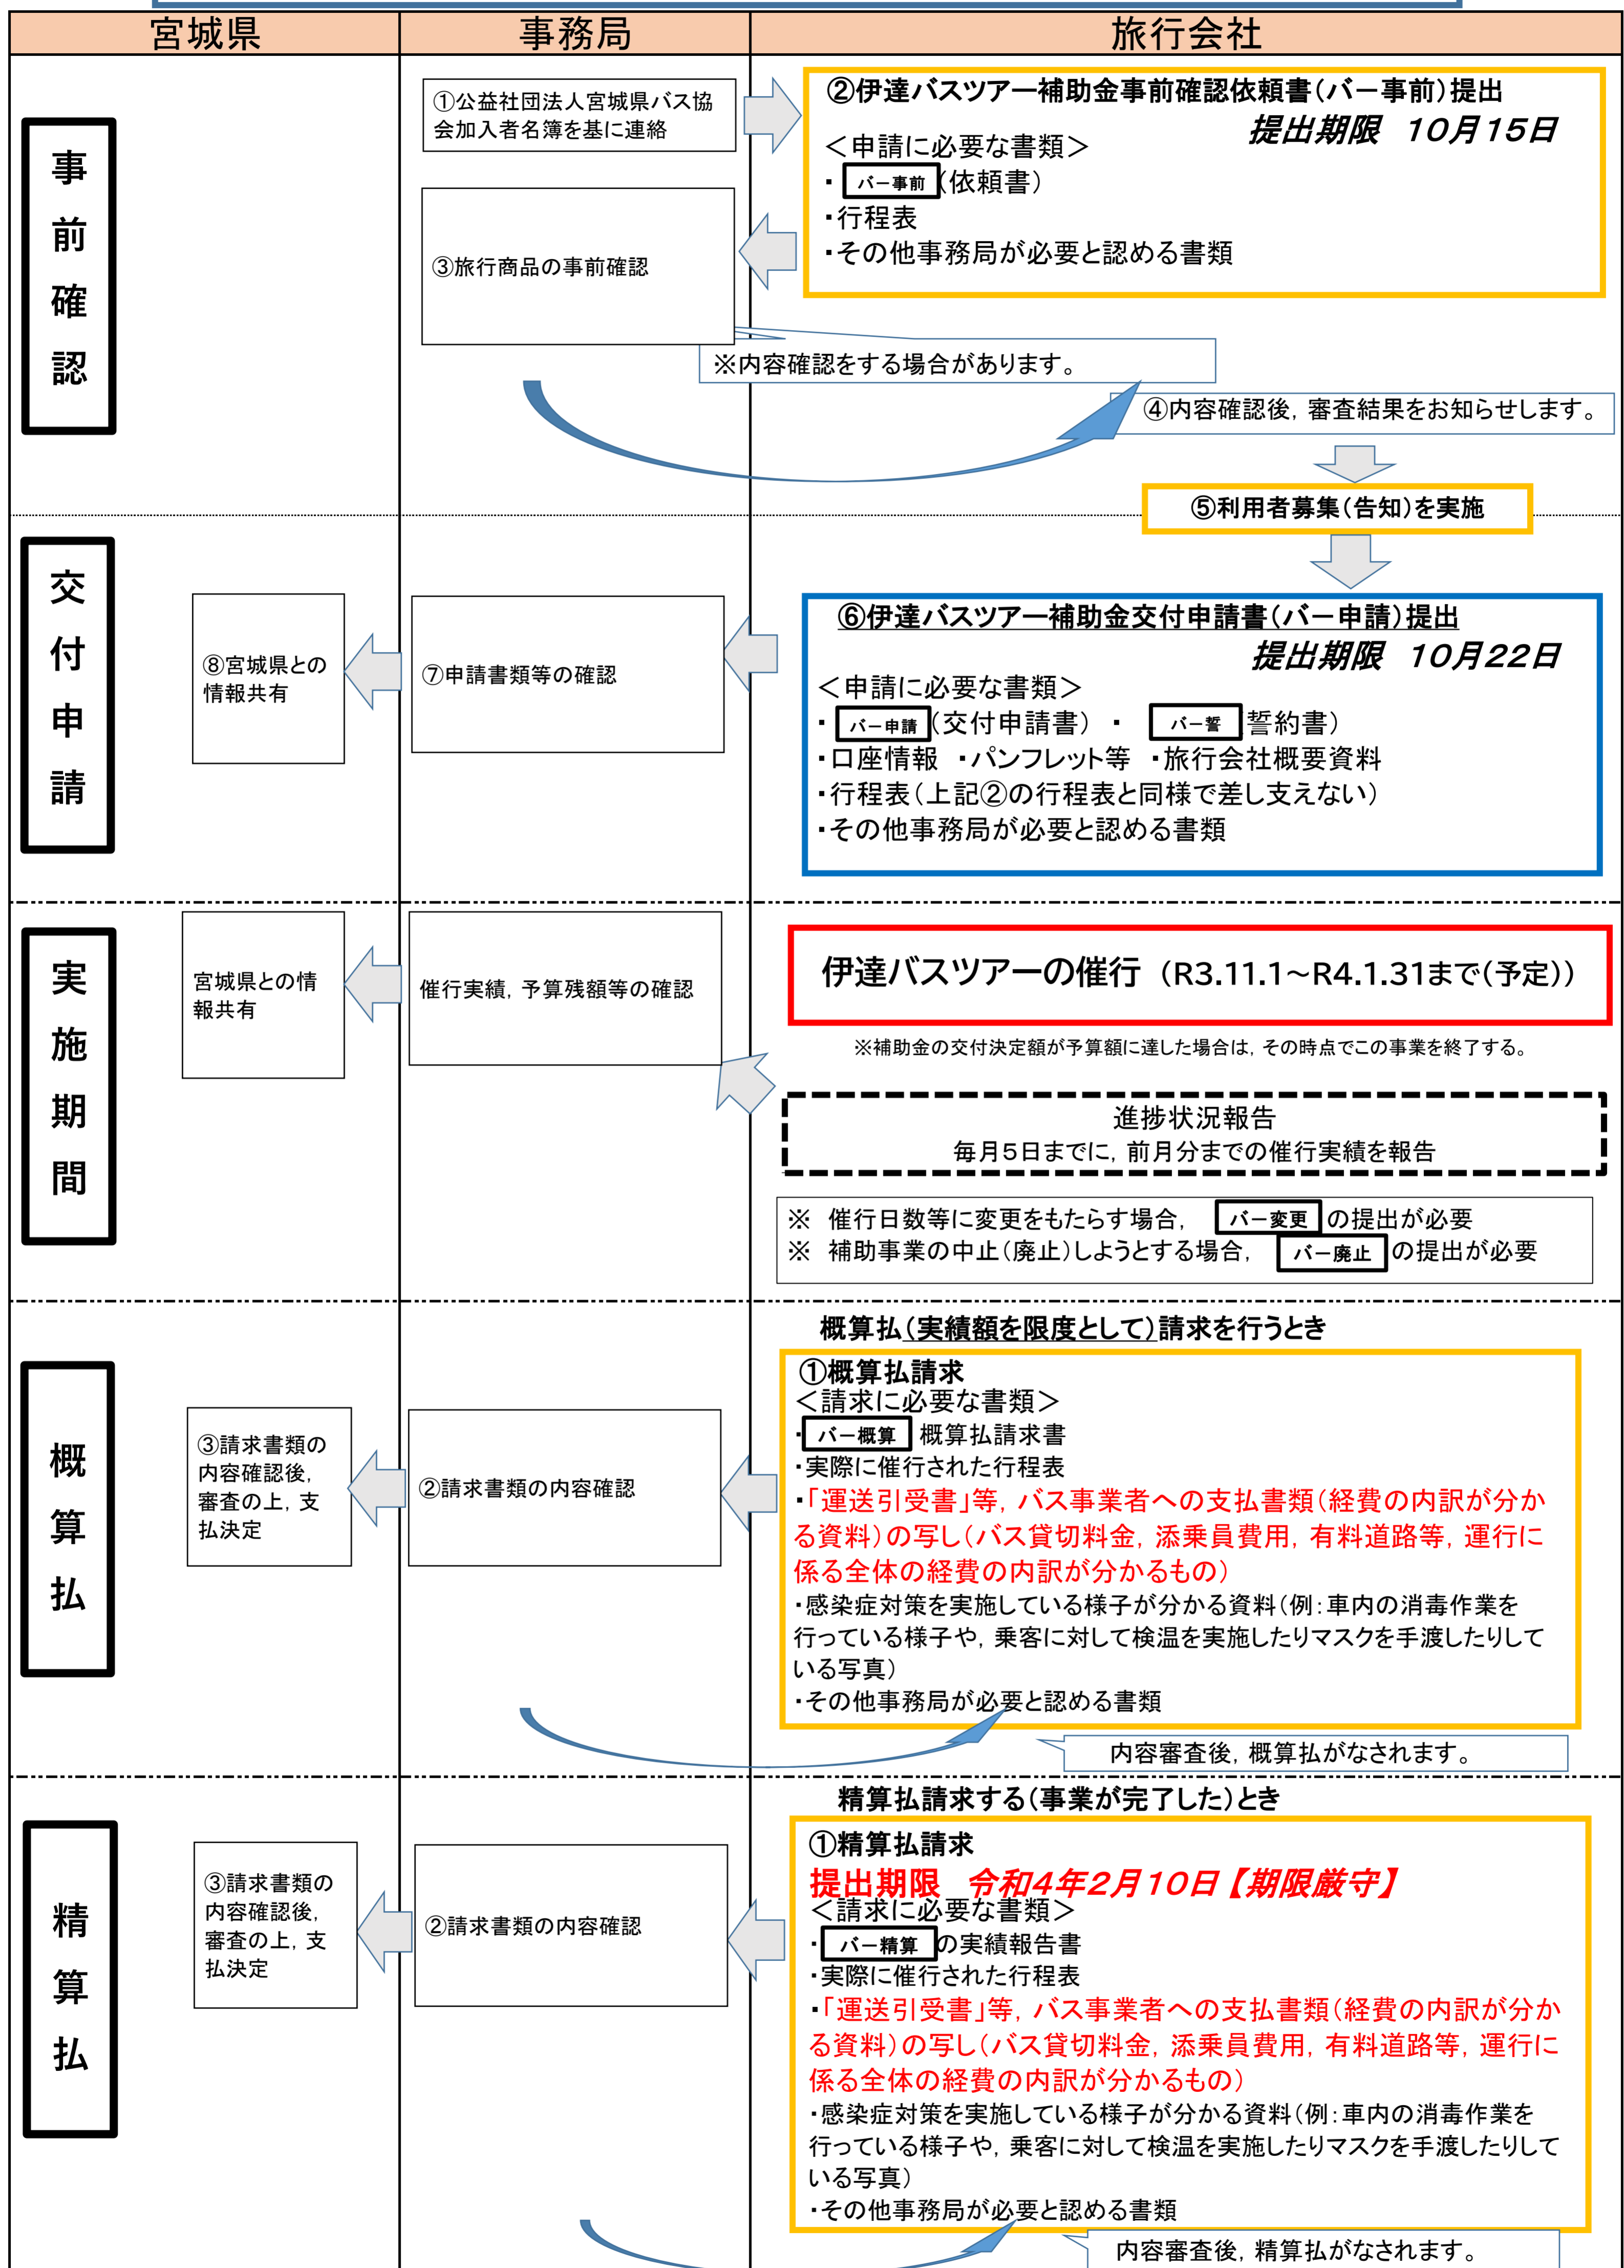 宮城県
事務局
旅行会社
事前確認
①公益社団法人宮城県バス協
会加入者名簿を基に連絡
②伊達バスツアー補助金事前確認依頼書(バー事前)提出
提出期限　10月15日
＜申請に必要な書類＞
・ バー事前 (依頼書)
・行程表
・その他事務局が必要と認める書類
③旅行商品の事前確認
※内容確認をする場合があります。
④内容確認後，審査結果をお知らせします。
⑤利用者募集(告知)を実施
交付申請
⑥伊達バスツアー補助金交付申請書(バー申請)提出
提出期限　10月22日
＜申請に必要な書類＞
・ バー申請 (交付申請書) ・ バー誓 誓約書)
・口座情報 ・パンフレット等 ・旅行会社概要資料
・行程表(上記②の行程表と同様で差し支えない)
・その他事務局が必要と認める書類
⑦申請書類等の確認
⑧宮城県との
情報共有
実施期間
伊達バスツアーの催行 (R3.11.1～R4.1.31まで(予定))
※補助金の交付決定額が予算額に達した場合は，その時点でこの事業を終了する。
催行実績，予算残額等の確認
宮城県との情
報共有
進捗状況報告
毎月5日までに，前月分までの催行実績を報告
※　催行日数等に変更をもたらす場合， バー変更 の提出が必要
※　補助事業の中止(廃止)しようとする場合， バー廃止 の提出が必要
概算払
概算払(実績額を限度として)請求を行うとき
①概算払請求
＜請求に必要な書類＞
・ バー概算 概算払請求書
・実際に催行された行程表
・「運送引受書」等，バス事業者への支払書類(経費の内訳が分か
る資料)の写し(バス貸切料金，添乗員費用，有料道路等，運行に
係る全体の経費の内訳が分かるもの)
・感染症対策を実施している様子が分かる資料(例：車内の消毒作業を
行っている様子や，乗客に対して検温を実施したりマスクを手渡したりして
いる写真)
・その他事務局が必要と認める書類
②請求書類の内容確認
③請求書類の
内容確認後，
審査の上，支
払決定
内容審査後，概算払がなされます。
精算払
精算払請求する(事業が完了した)とき
①精算払請求
提出期限　令和4年2月10日【期限厳守】
＜請求に必要な書類＞
・ バー精算 の実績報告書
・実際に催行された行程表
・「運送引受書」等，バス事業者への支払書類(経費の内訳が分か
る資料)の写し(バス貸切料金，添乗員費用，有料道路等，運行に
係る全体の経費の内訳が分かるもの)
・感染症対策を実施している様子が分かる資料(例：車内の消毒作業を
行っている様子や，乗客に対して検温を実施したりマスクを手渡したりして
いる写真)
・その他事務局が必要と認める書類
②請求書類の内容確認
③請求書類の
内容確認後，
審査の上，支
払決定
内容審査後，精算払がなされます。